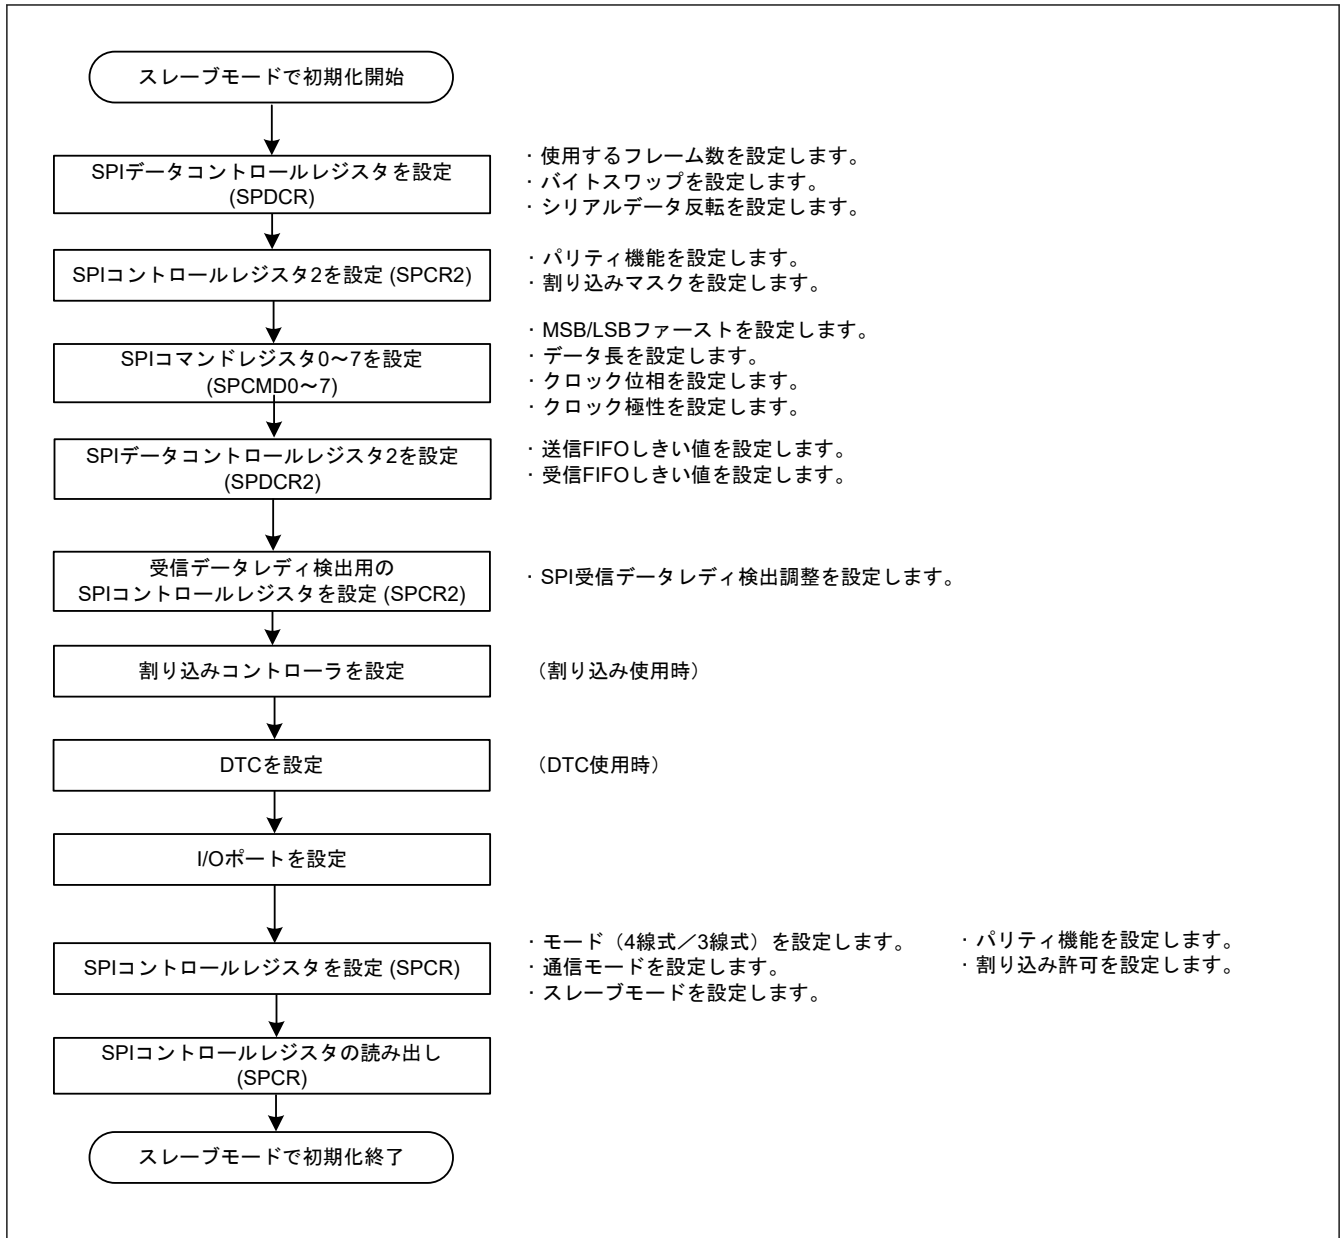 スレーブモードで初期化開始
SPIデータコントロールレジスタを設定
(SPDCR)
· 使用するフレーム数を設定します。
· バイトスワップを設定します。
· シリアルデータ反転を設定します。
SPIコントロールレジスタ2を設定 (SPCR2)
· パリティ機能を設定します。
· 割り込みマスクを設定します。
SPIコマンドレジスタ0～7を設定
(SPCMD0～7)
· MSB/LSBファーストを設定します。
· データ長を設定します。
· クロック位相を設定します。
· クロック極性を設定します。
SPIデータコントロールレジスタ2を設定
(SPDCR2)
· 送信FIFOしきい値を設定します。
· 受信FIFOしきい値を設定します。
受信データレディ検出用の
SPIコントロールレジスタを設定 (SPCR2)
· SPI受信データレディ検出調整を設定します。
割り込みコントローラを設定
（割り込み使用時）
DTCを設定
（DTC使用時）
I/Oポートを設定
SPIコントロールレジスタを設定 (SPCR)
· モード（4線式／3線式）を設定します。
· 通信モードを設定します。
· スレーブモードを設定します。
· パリティ機能を設定します。
· 割り込み許可を設定します。
SPIコントロールレジスタの読み出し
(SPCR)
スレーブモードで初期化終了